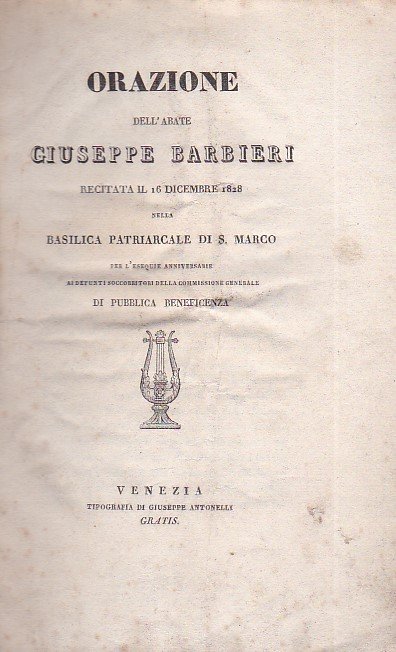 ORAZIONE
DELL'ABATE
GIUSEPPE BARBIERI
RECITATA IL 16 DICEMBRE 1828
NELLA
BASILICA PATRIARCALE DI S. MARCO
PER L'ESEQUIE ANNIVERSARIE
AI DEFUNTI SOCCORRITORI DELLA COMMISSIONE GENERALE
DI PUBBLICA BENEFICENZA
VENEZIA
TIPOGRAFIA DI GIUSEPPE ANTONELLI
GRATIS.